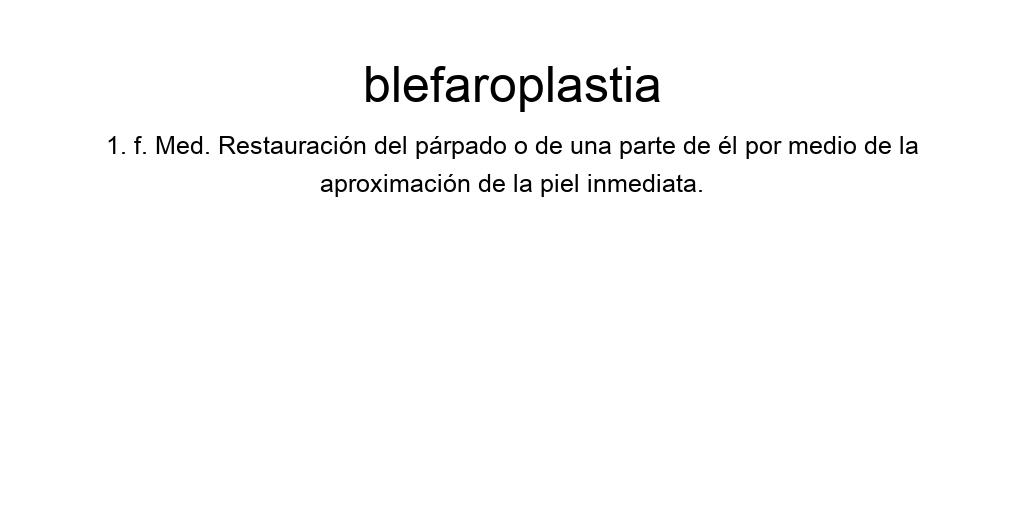 blefaroplastia
1. f. Med. Restauración del párpado o de una parte de él por medio de la
aproximación de la piel inmediata.